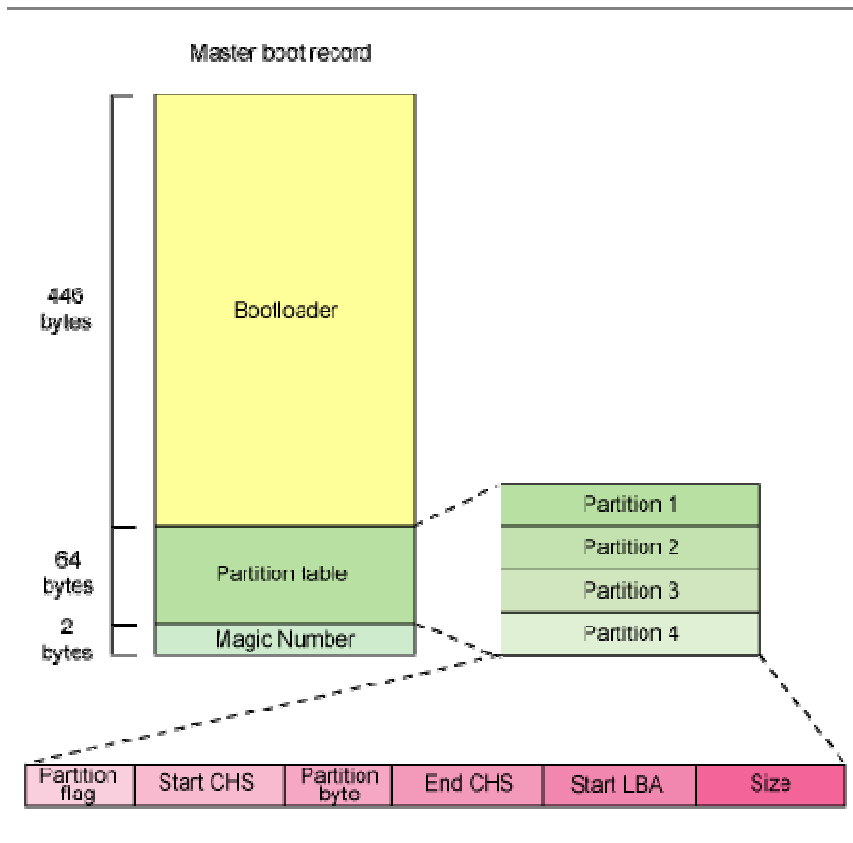 Master boot record
446
bytes
Bootloader
64
bytes
Partition table
2
bytes
Magic Number
Partition 1
Partition 2
Partition 3
Partition 4
Partition
flag
Start CHS
Partition
byte
End CHS
Start LBA
Size